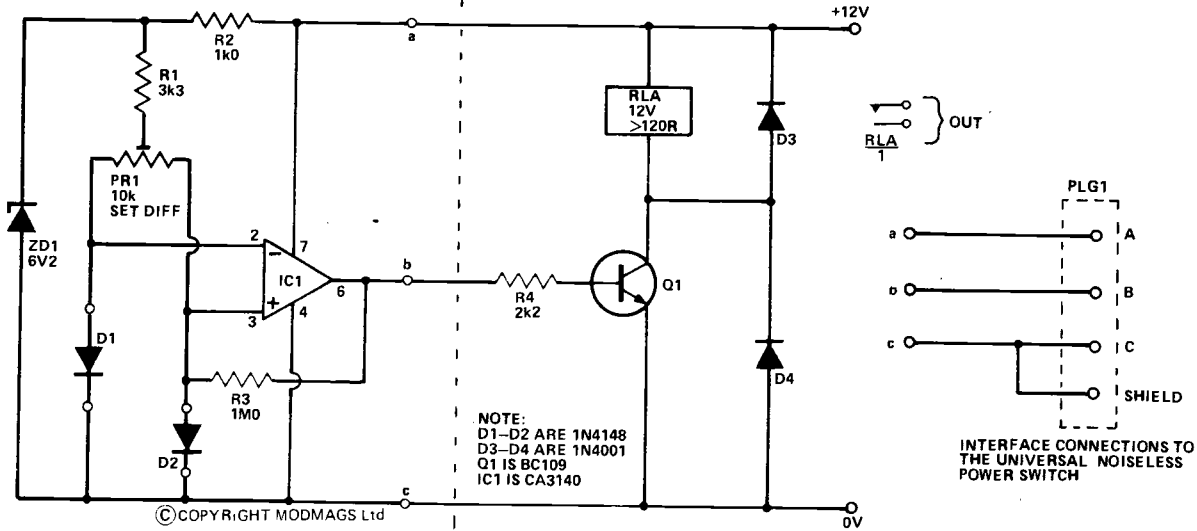 +12V
R2
1k0
a
R1
3k3
RLA
12V
>120R
D3
RLA
1
OUT
PR1
10k
SET DIFF
PLG1
ZD1
6V2
2
7
−
IC1
6
+
3
4
b
R4
2k2
Q1
a
A
b
B
c
C
SHIELD
D1
R3
1M0
D4
D2
NOTE:
D1–D2 ARE 1N4148
D3–D4 ARE 1N4001
Q1 IS BC109
IC1 IS CA3140
INTERFACE CONNECTIONS TO
THE UNIVERSAL NOISELESS
POWER SWITCH
c
0V
© COPYRIGHT MODMAGS Ltd